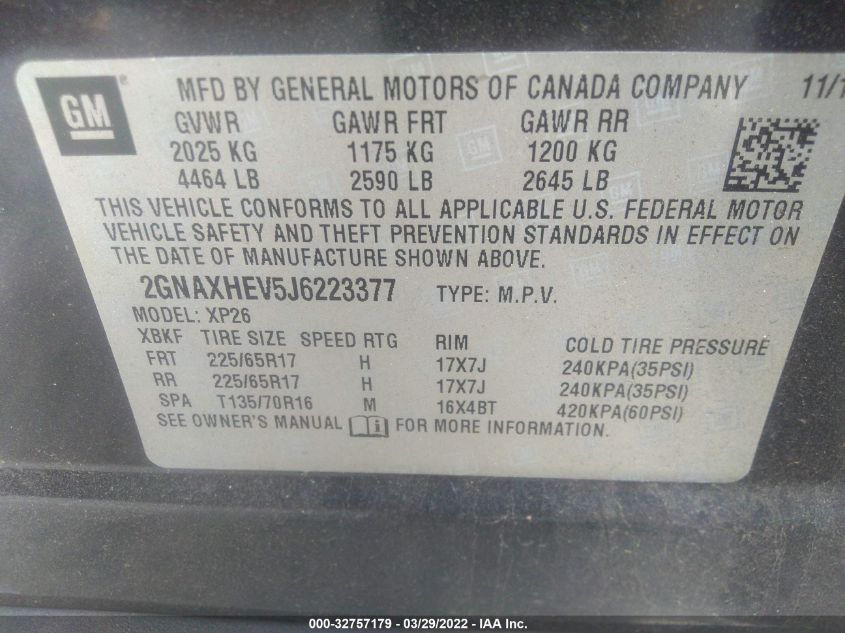 GM
MFD BY GENERAL MOTORS OF CANADA COMPANY 11/1
GVWR GAWR FRT GAWR RR
2025 KG 1175 KG 1200 KG
4464 LB 2590 LB 2645 LB
THIS VEHICLE CONFORMS TO ALL APPLICABLE U.S. FEDERAL MOTOR
VEHICLE SAFETY AND THEFT PREVENTION STANDARDS IN EFFECT ON
THE DATE OF MANUFACTURE SHOWN ABOVE.
2GNAXHEV5J6223377 TYPE: M.P.V.
MODEL: XP26
XBKF TIRE SIZE SPEED RTG RIM COLD TIRE PRESSURE
FRT 225/65R17 H 17X7J 240KPA(35PSI)
RR 225/65R17 H 17X7J 240KPA(35PSI)
SPA T135/70R16 M 16X4BT 420KPA(60PSI)
SEE OWNER'S MANUAL FOR MORE INFORMATION.
000-32757179 - 03/29/2022 - IAA Inc.